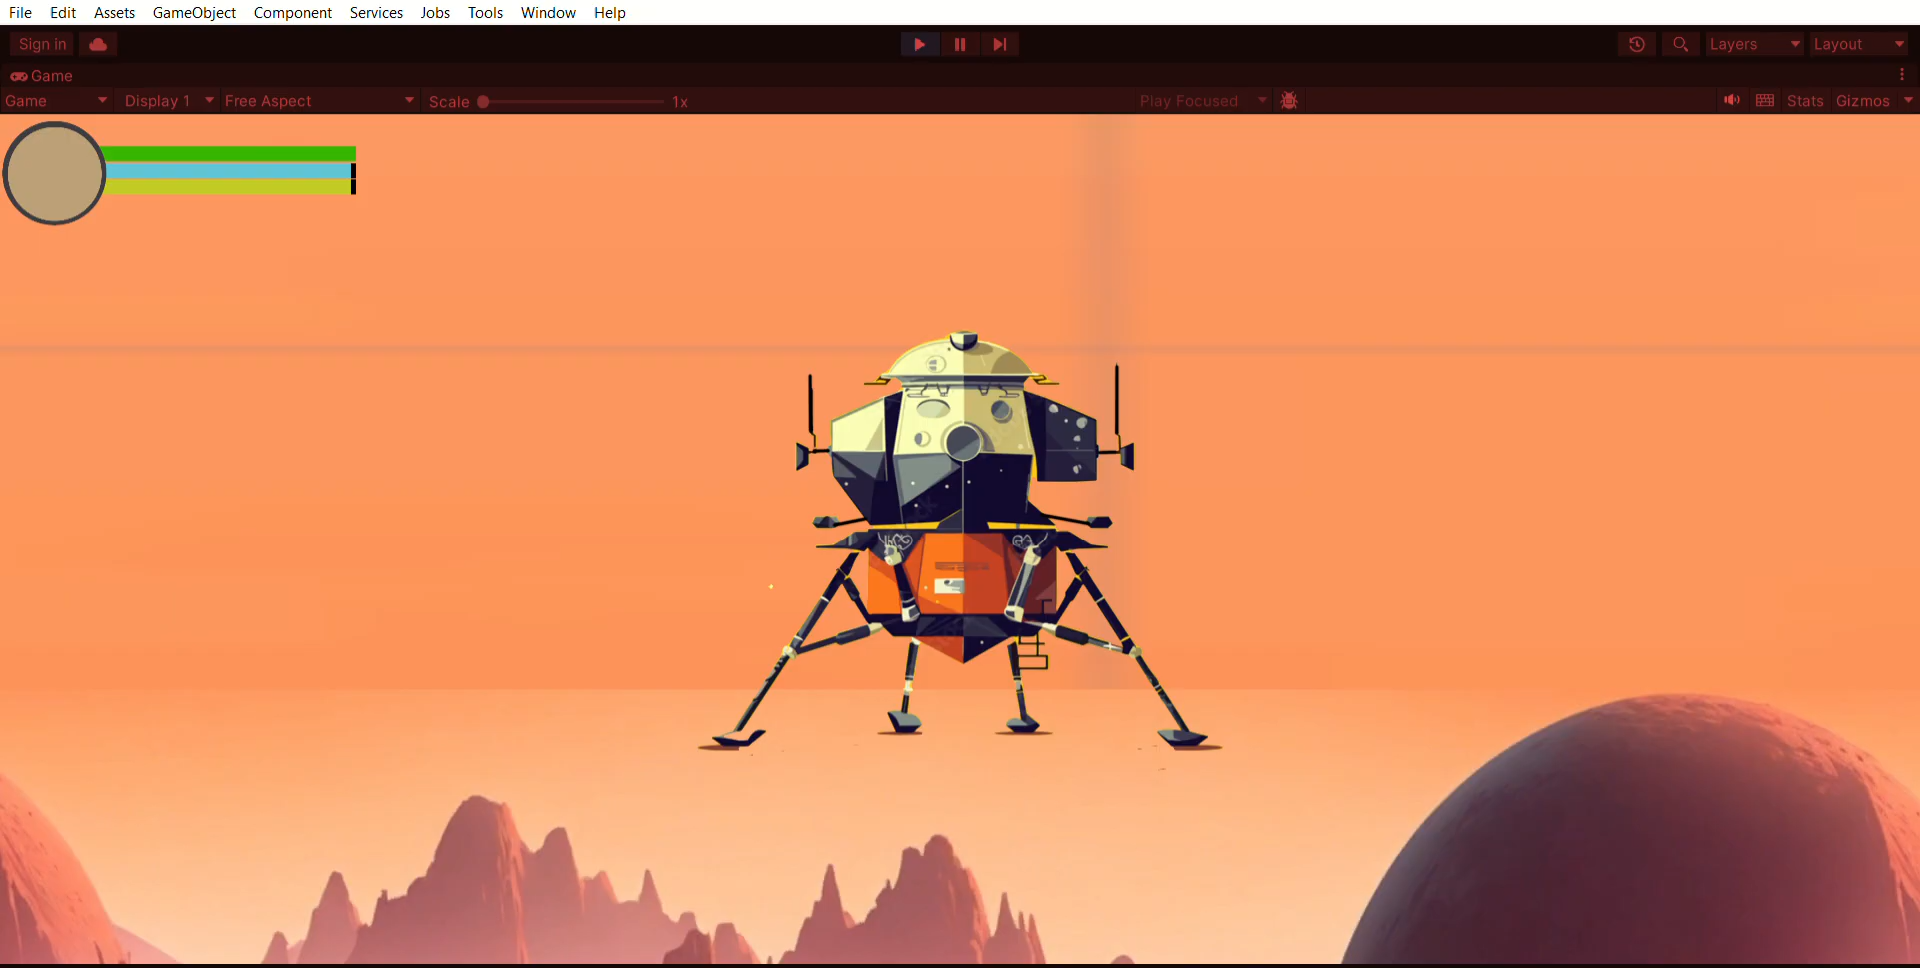 File Edit Assets GameObject Component Services Jobs Tools Window Help
Sign in Layers Layout
Game
Game Display 1 Free Aspect Scale 1x Play Focused Stats Gizmos